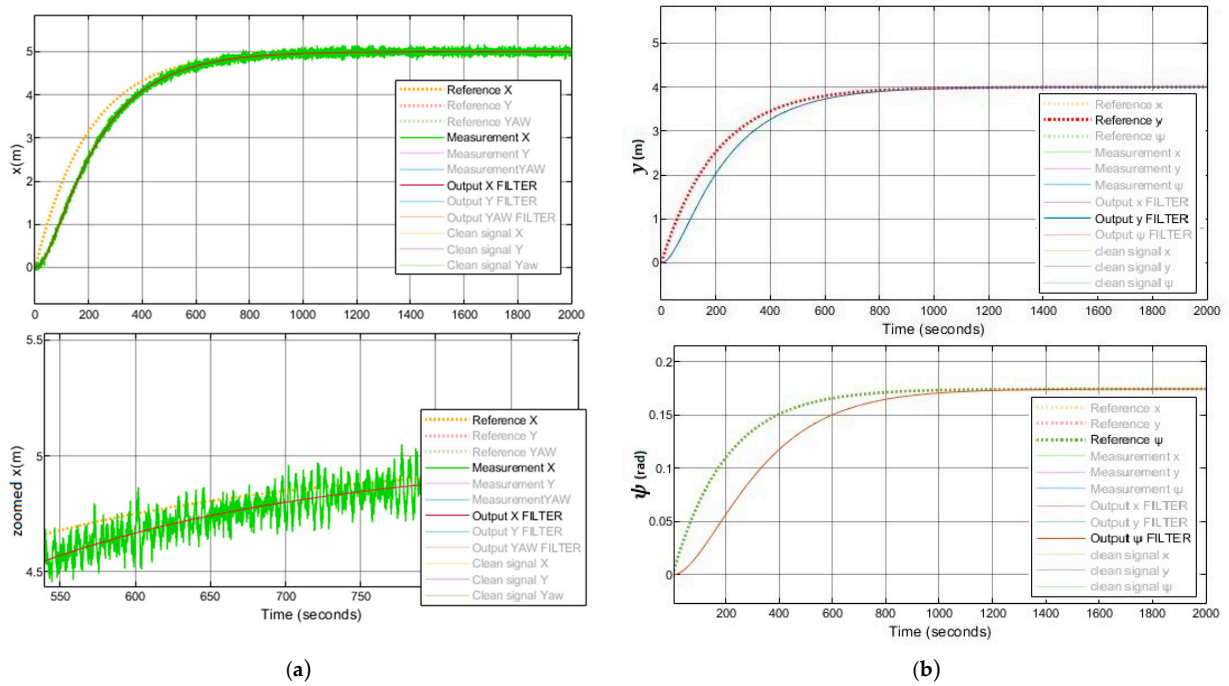 5
4
3
2
1
0
x(m)
0 200 400 600 800 1000 1200 1400 1600 1800 2000
Reference X
Reference Y
Reference YAW
Measurement X
Measurement Y
MeasurementYAW
Output X FILTER
Output Y FILTER
Output YAW FILTER
Clean signal X
Clean signal Y
Clean signal Yaw
5.5
5
4.5
zoomed x(m)
550 600 650 700 750
Time (seconds)
Reference X
Reference Y
Reference YAW
Measurement X
Measurement Y
MeasurementYAW
Output X FILTER
Output Y FILTER
Output YAW FILTER
Clean signal X
Clean signal Y
Clean signal Yaw
(a)
5
4
3
2
1
0
y(m)
0 200 400 600 800 1000 1200 1400 1600 1800 2000
Time (seconds)
Reference x
Reference y
Reference ψ
Measurement x
Measurement y
Measurement ψ
Output x FILTER
Output y FILTER
Output ψ FILTER
clean signal x
clean signal y
clean signal ψ
0.2
0.15
0.1
0.05
0
ψ (rad)
200 400 600 800 1000 1200 1400 1600 1800 2000
Time (seconds)
Reference x
Reference y
Reference ψ
Measurement x
Measurement y
Measurement ψ
Output x FILTER
Output y FILTER
Output ψ FILTER
clean signal x
clean signal y
clean signal ψ
(b)